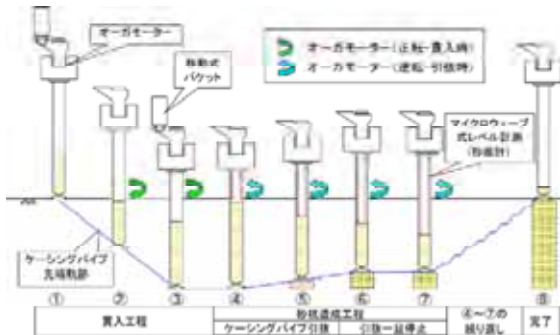 オーガモーター
移動式
バケット
オーガモーター(正転・貫入時)
オーガモーター(逆転・引抜時)
マイクロウェーブ
式レベル計測
ケーシングパイプ
先端軌跡
① ② ③ ④ ⑤ ⑥ ⑦ ⑧
貫入工程
造成工程
④~⑦の
繰り返し
完了
ケーシングパイプ引抜
引抜一旦停止